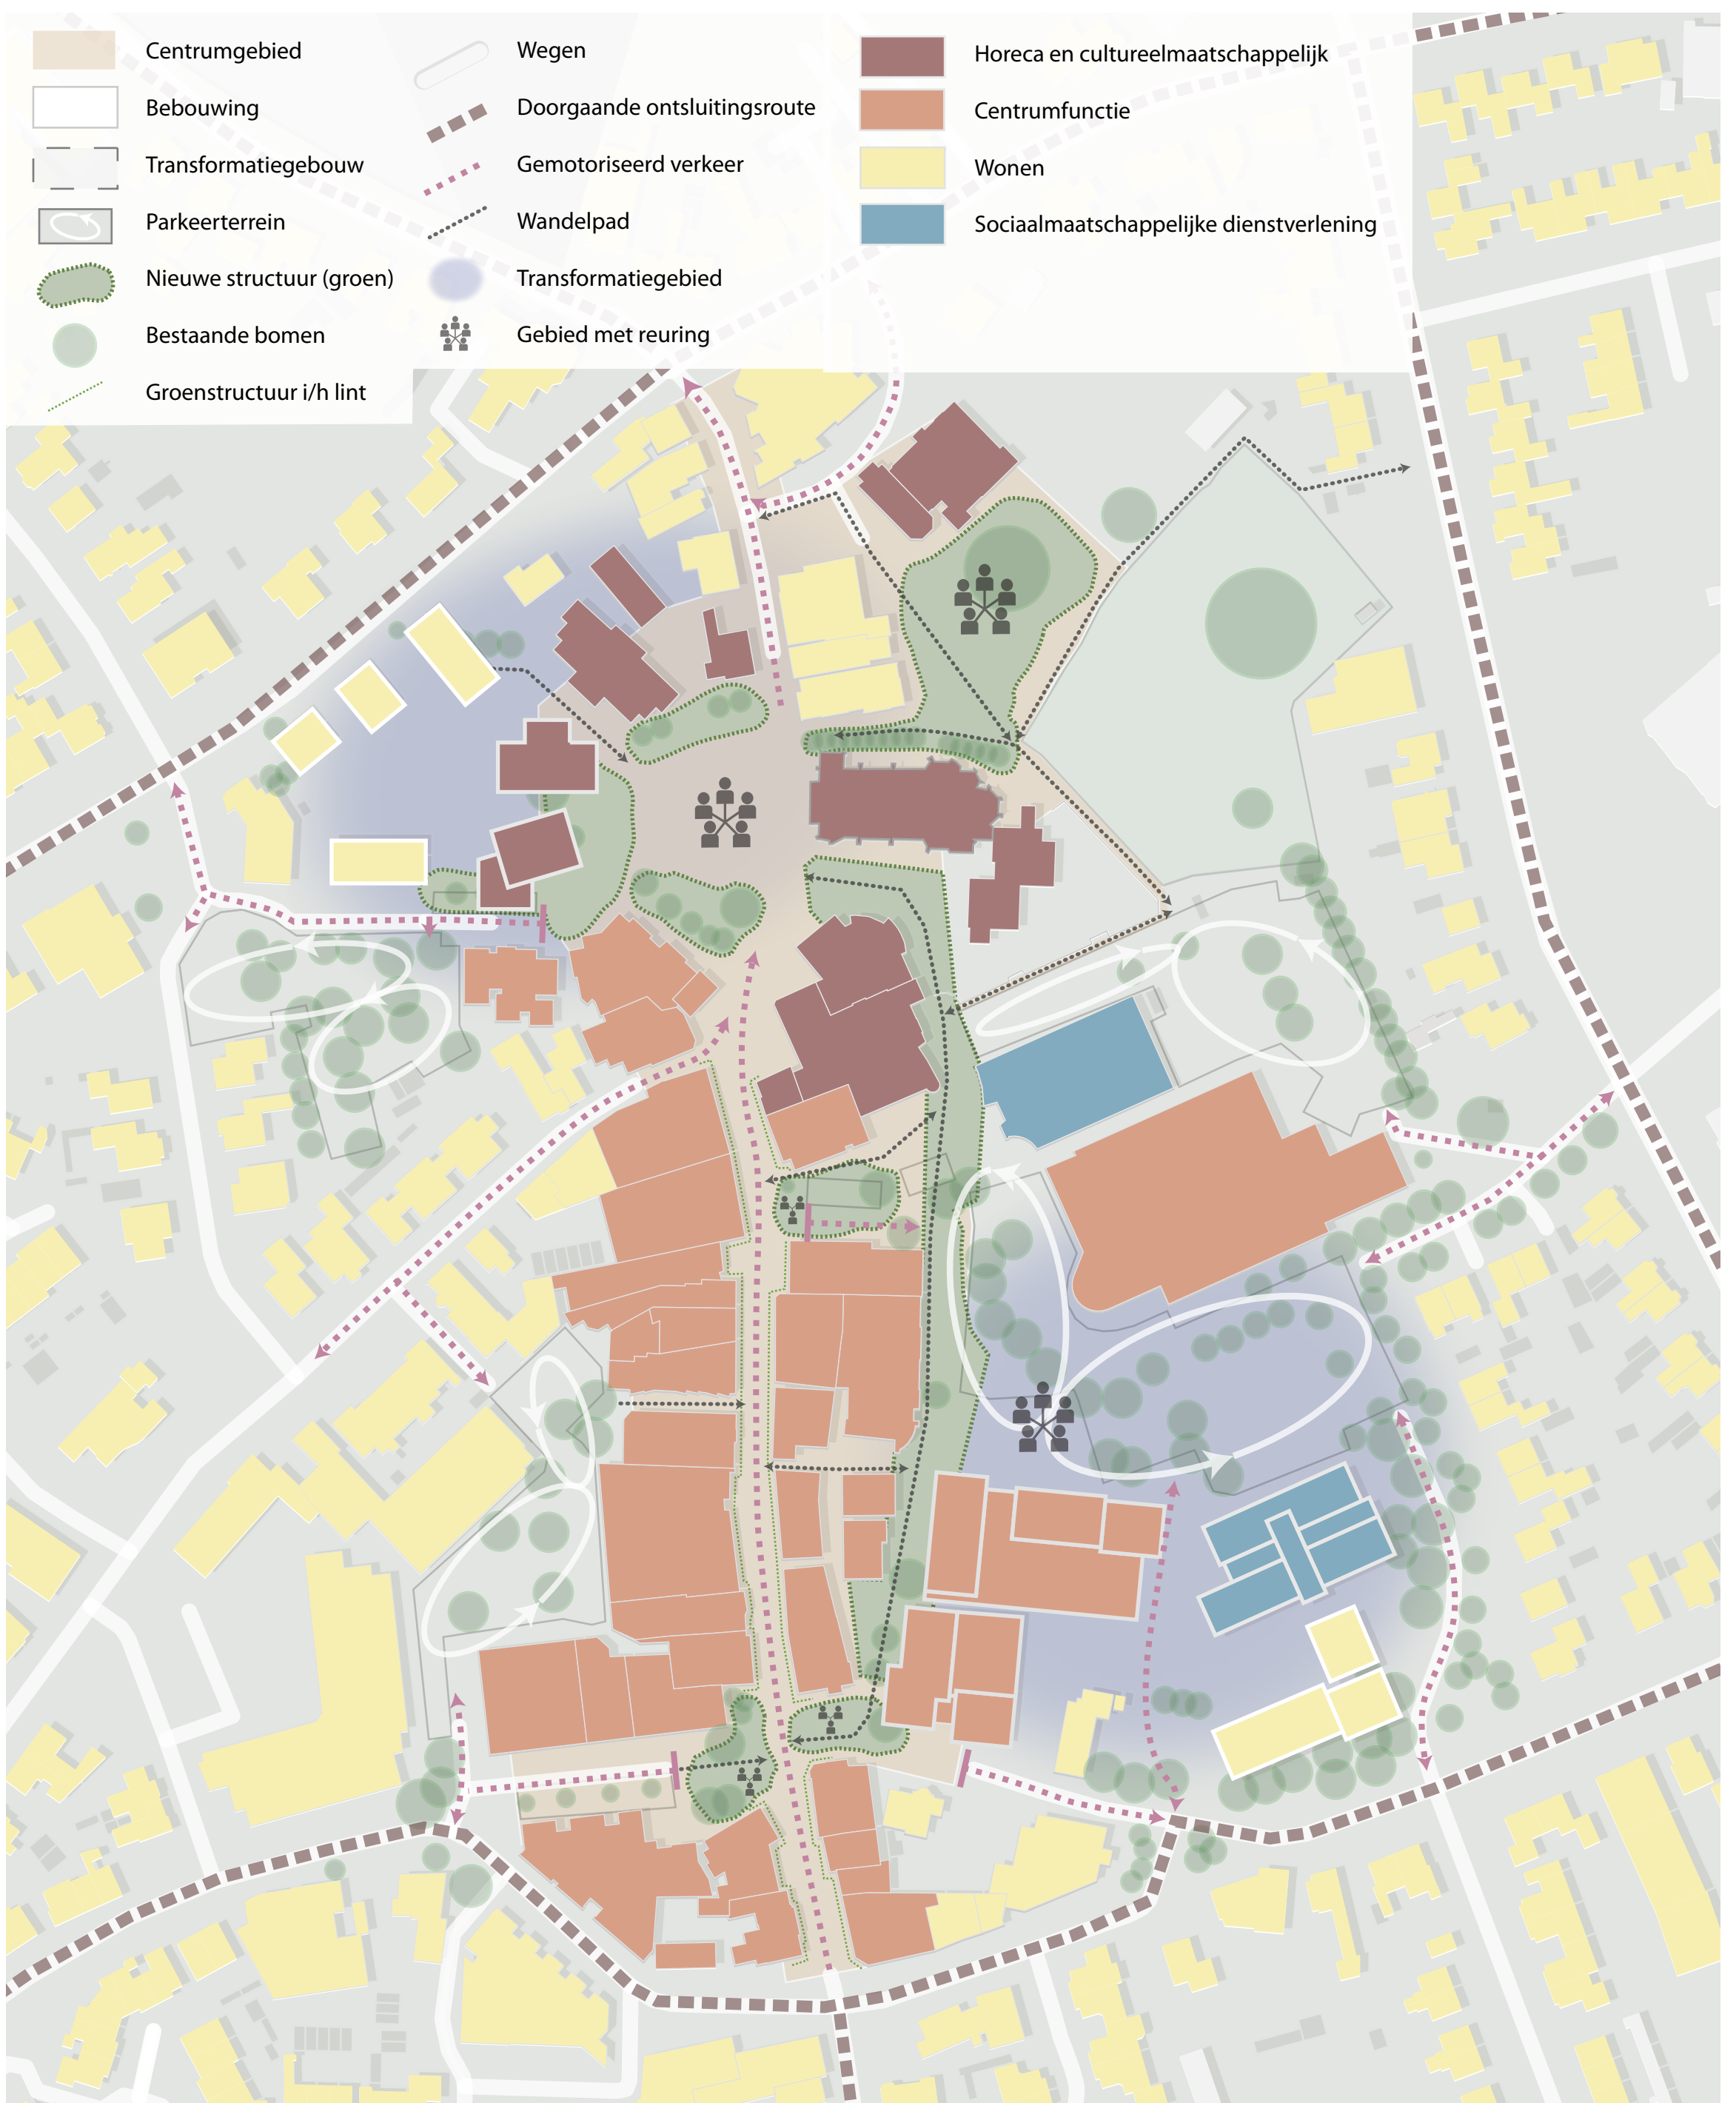 Centrumgebied
Bebouwing
Transformatiegebouw
Parkeerterrein
Nieuwe structuur (groen)
Bestaande bomen
Groenstructuur i/h lint
Wegen
Doorgaande ontsluitingsroute
Gemotoriseerd verkeer
Wandelpad
Transformatiegebied
Gebied met reuring
Horeca en cultureelmaatschappelijk
Centrumfunctie
Wonen
Sociaalmaatschappelijke dienstverlening